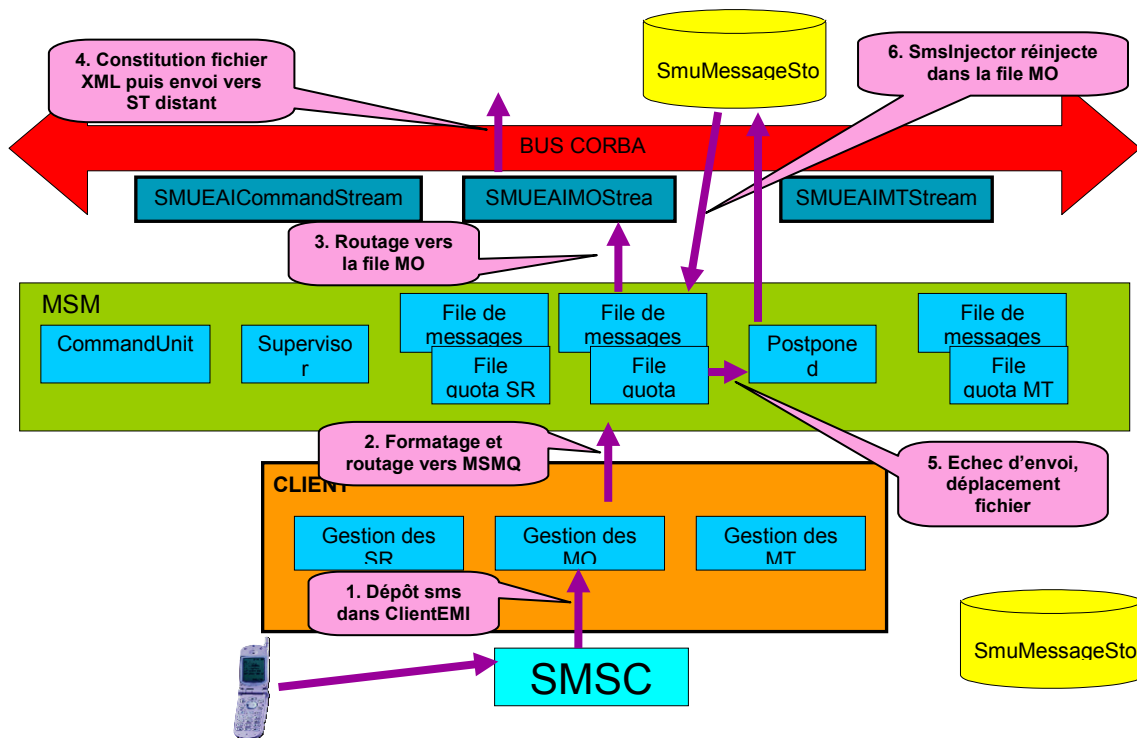 4. Constitution fichier
XML puis envoi vers
ST distant
SmuMessageSto
6. SmsInjector réinjecte
dans la file MO
BUS CORBA
SMUEAICommandStream
SMUEAIMOStrea
SMUEAIMTStream
3. Routage vers
la file MO
MSM
CommandUnit
Superviso
r
File de
messages
File
quota SR
File de
messages
File
quota
Postpone
d
File de
messages
File
quota MT
2. Formatage et
routage vers MSMQ
5. Echec d’envoi,
déplacement
fichier
CLIENT
Gestion des
SR
Gestion des
MO
Gestion des
MT
1. Dépôt sms
dans ClientEMI
SMSC
SmuMessageSto